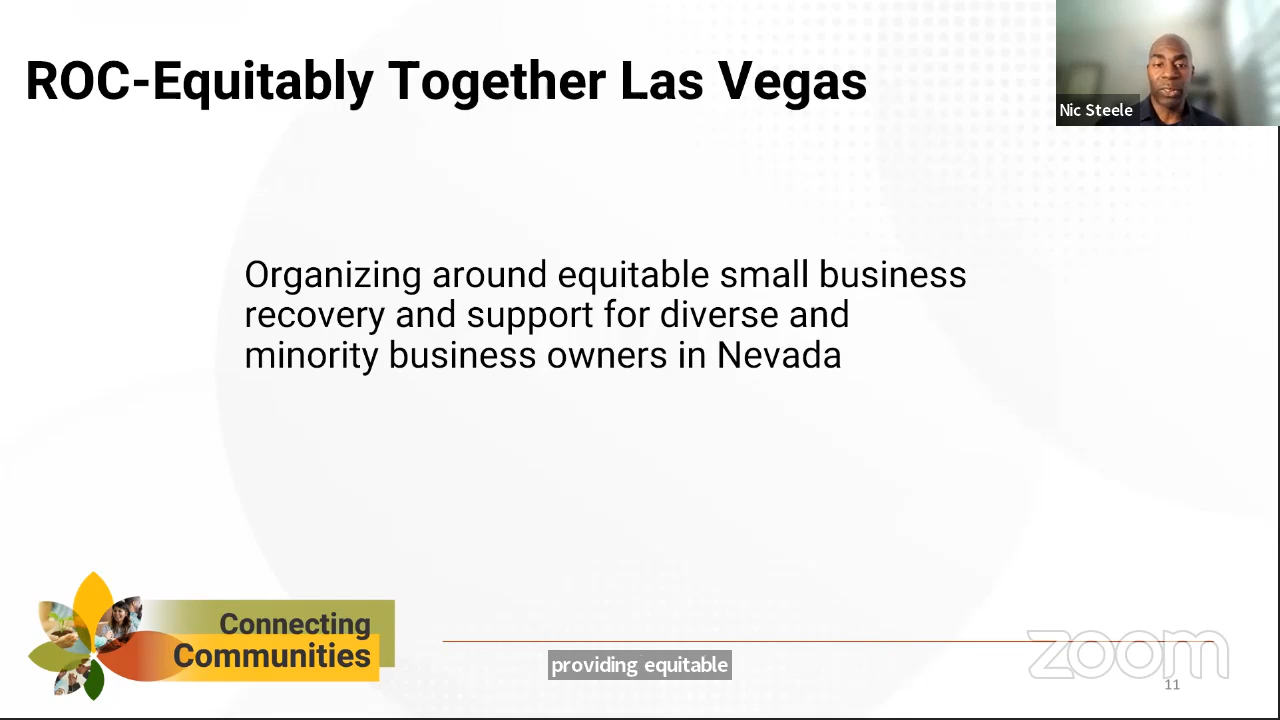 ROC-Equitably Together Las Vegas
Nic Steele
Organizing around equitable small business
recovery and support for diverse and
minority business owners in Nevada
Connecting
Communities
providing equitable
zoom
11